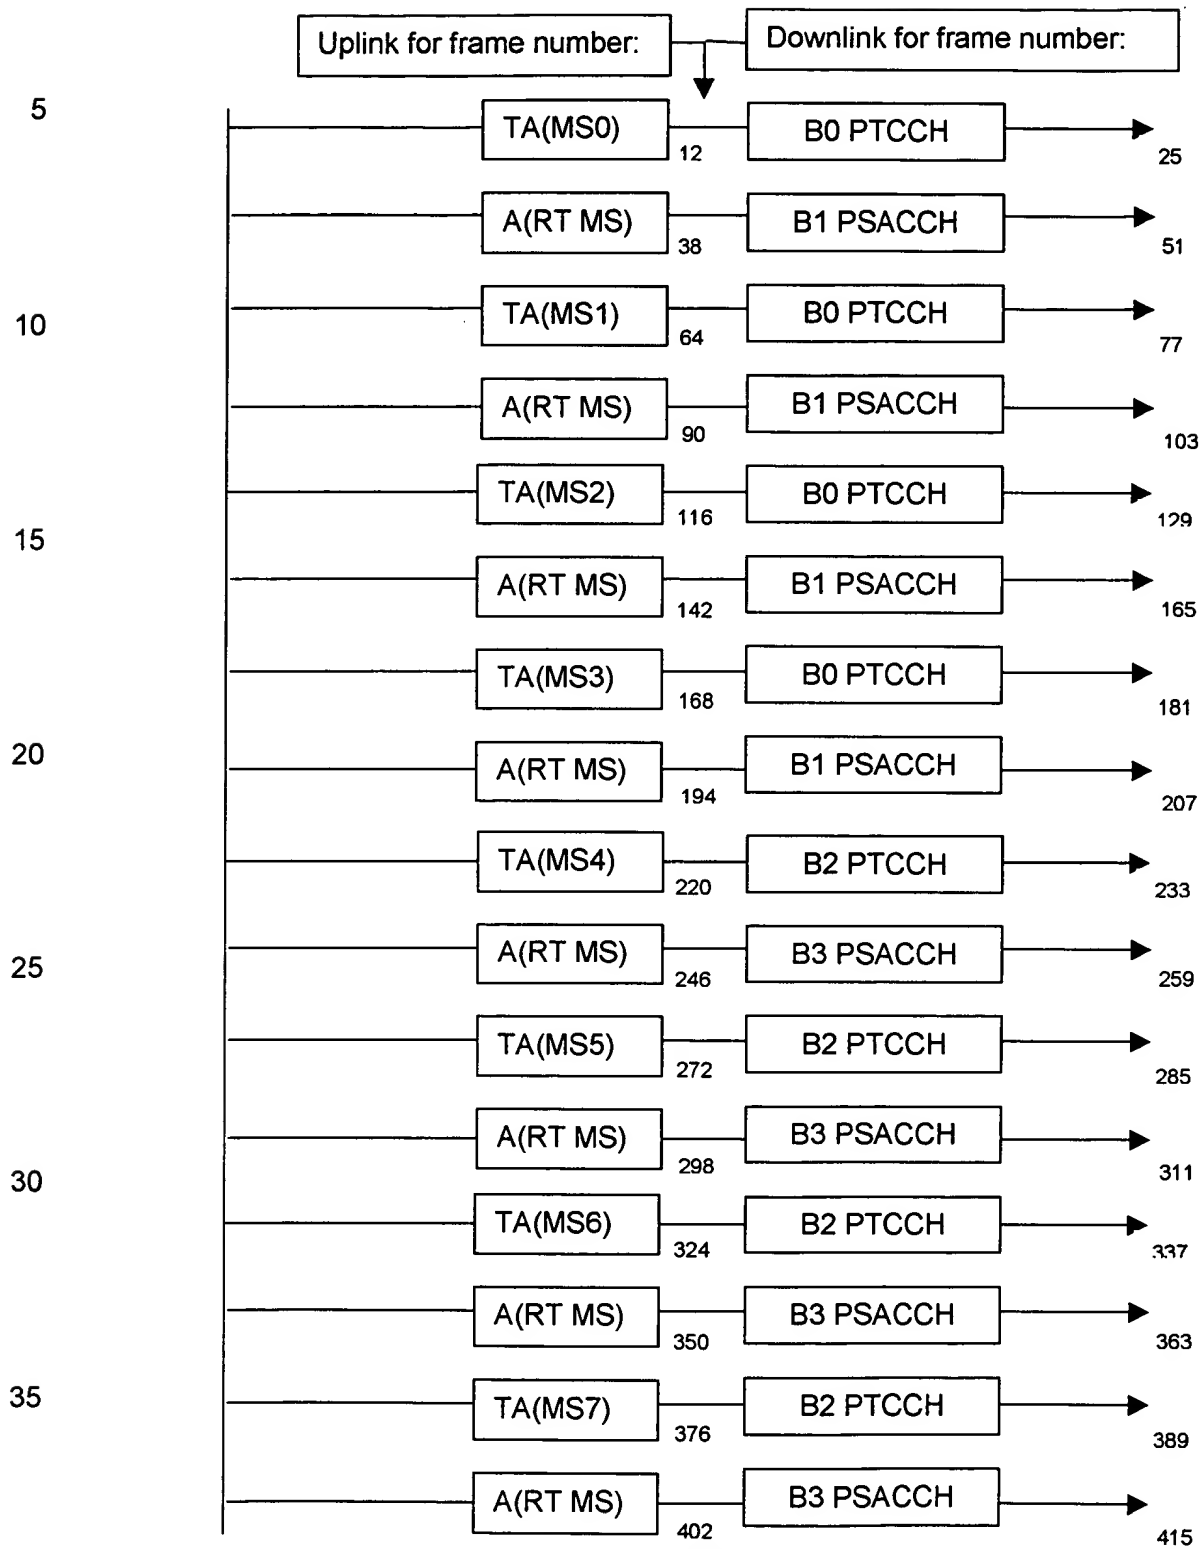 Uplink for frame number: Downlink for frame number:
5
TA(MS0) 12 B0 PTCCH 25
A(RT MS) 38 B1 PSACCH 51
10
TA(MS1) 64 B0 PTCCH 77
A(RT MS) 90 B1 PSACCH 103
TA(MS2) 116 B0 PTCCH 129
15
A(RT MS) 142 B1 PSACCH 165
TA(MS3) 168 B0 PTCCH 181
20
A(RT MS) 194 B1 PSACCH 207
TA(MS4) 220 B2 PTCCH 233
25
A(RT MS) 246 B3 PSACCH 259
TA(MS5) 272 B2 PTCCH 285
A(RT MS) 298 B3 PSACCH 311
30
TA(MS6) 324 B2 PTCCH 337
A(RT MS) 350 B3 PSACCH 363
35
TA(MS7) 376 B2 PTCCH 389
A(RT MS) 402 B3 PSACCH 415